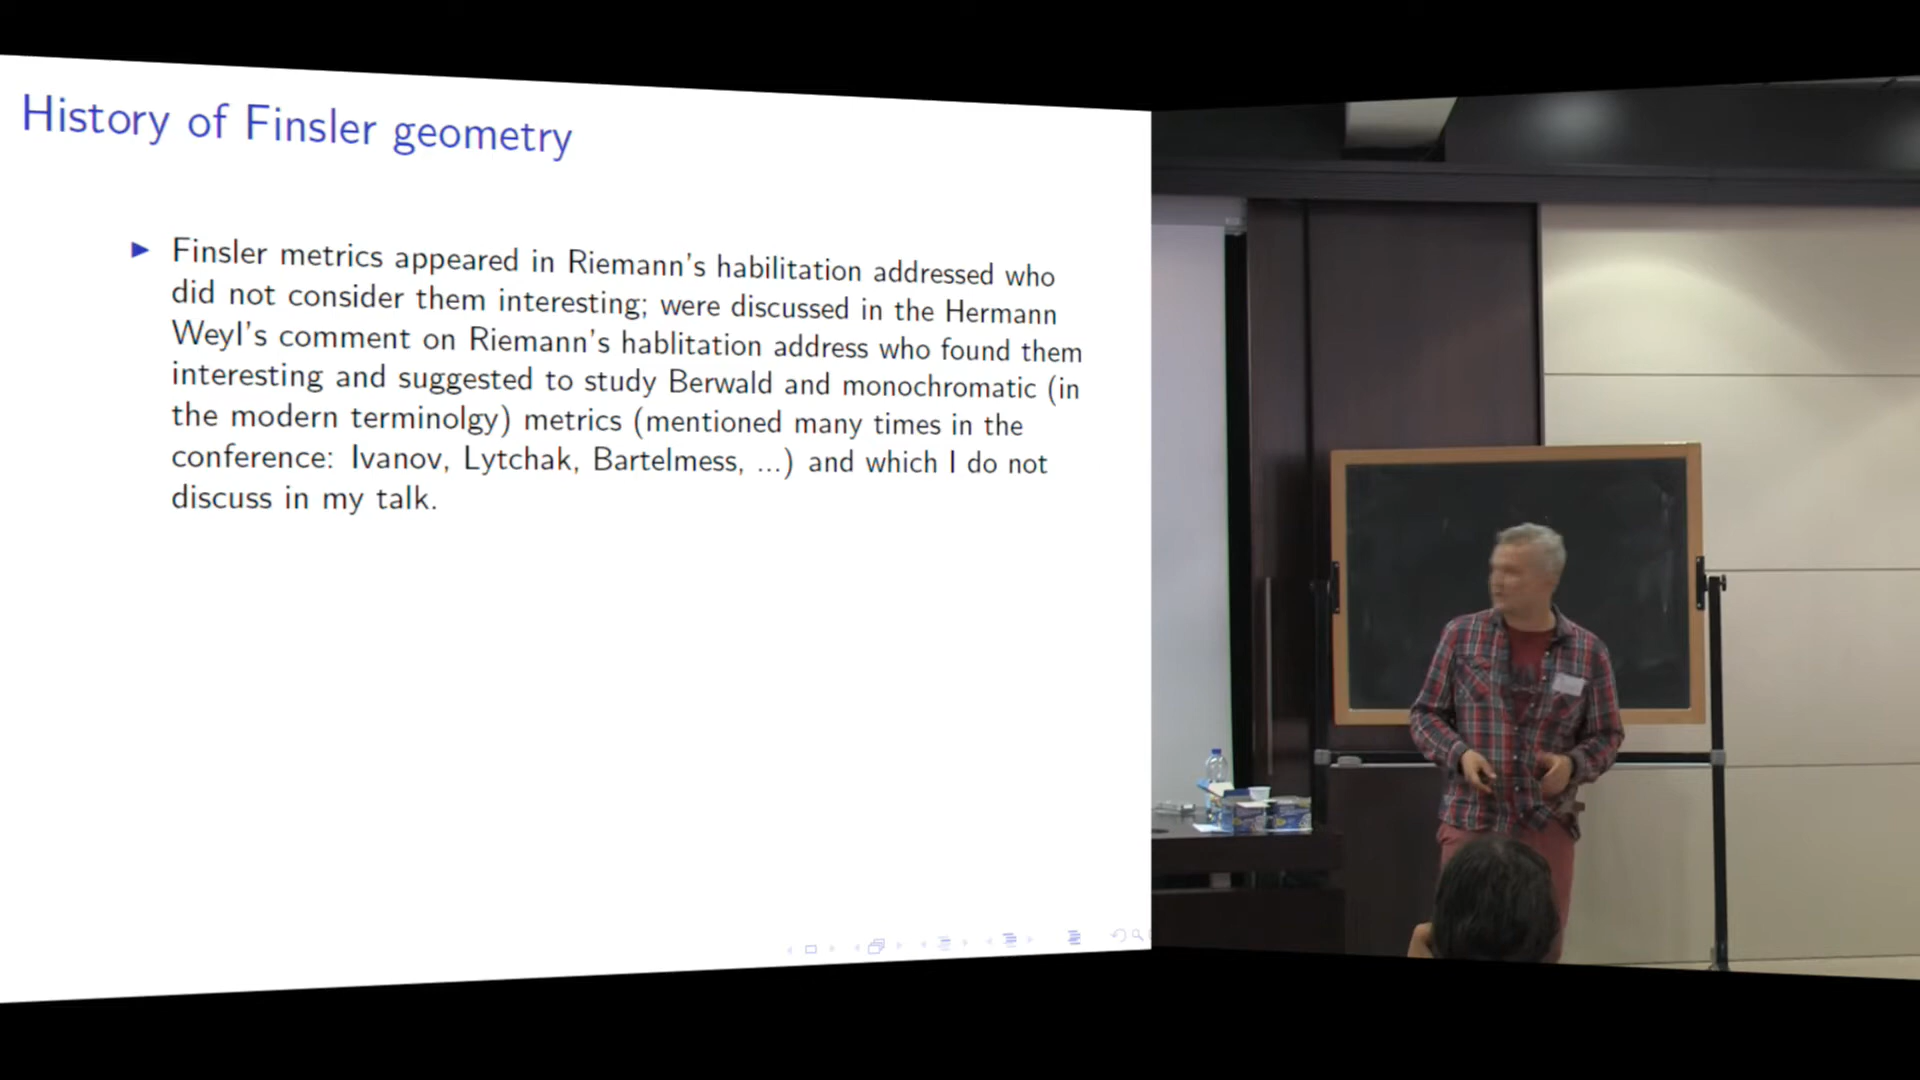 History of Finsler geometry
Finsler metrics appeared in Riemann's habilitation addressed who
did not consider them interesting; were discussed in the Hermann
Weyl's comment on Riemann's hablitation address who found them
interesting and suggested to study Berwald and monochromatic (in
the modern terminolgy) metrics (mentioned many times in the
conference: Ivanov, Lytchak, Bartelmess, ...) and which I do not
discuss in my talk.